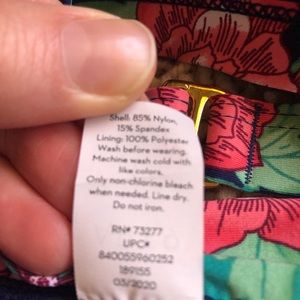 Shell: 85% Nylon,
15% Spandex
Lining: 100% Polyester
Wash before wearing.
Machine wash cold with
like colors.
Only non-chlorine bleach
when needed. Line dry.
Do not iron.
RN# 73277
UPC#
840055960252
189155
03/2020